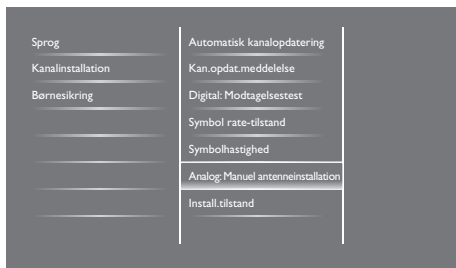 Sprog
Kanalinstallation
Børnesikring
Automatisk kanalopdatering
Kan.opdat.meddelelse
Digital: Modtagelsestest
Symbol rate-tilstand
Symbolhastighed
Analog: Manuel antenneinstallation
Install.tilstand